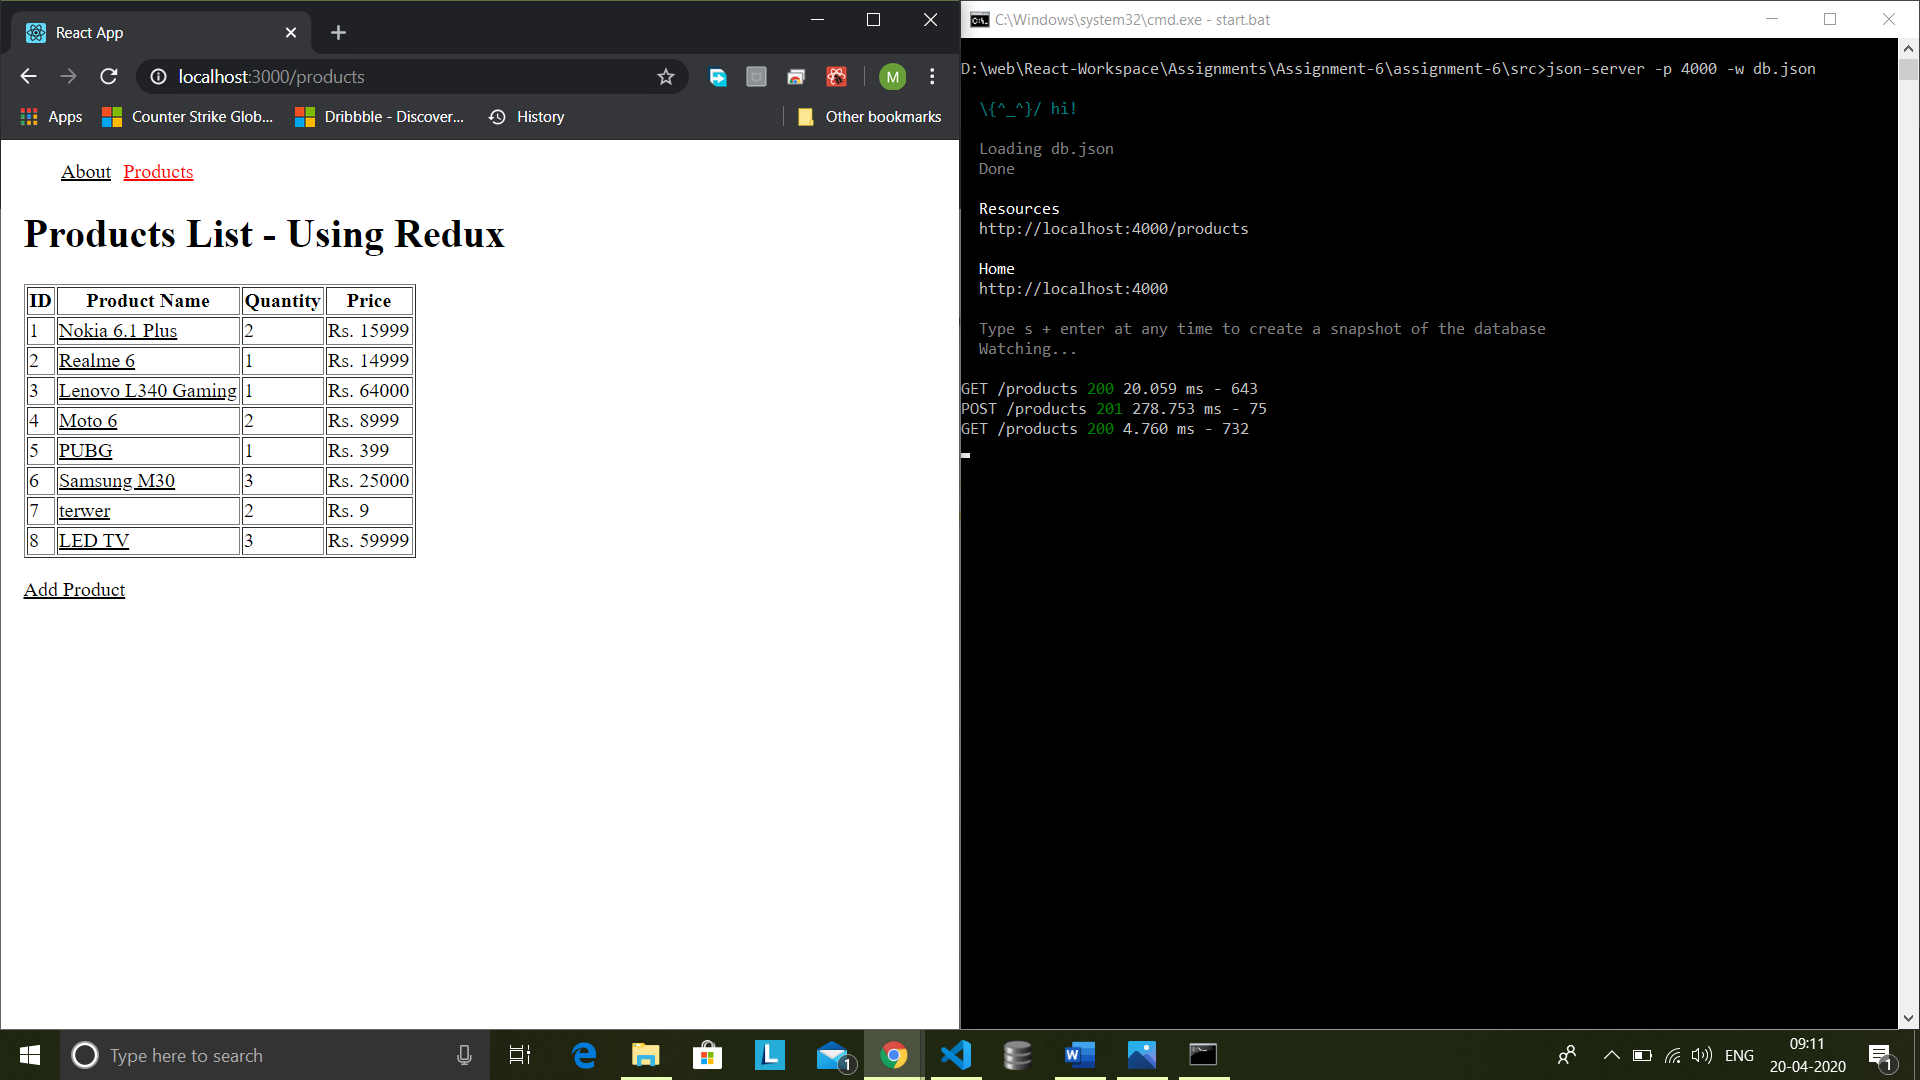 React App
localhost:3000/products
M
Apps
Counter Strike Glob...
Dribbble - Discover...
History
Other bookmarks
About Products
Products List - Using Redux
ID Product Name Quantity Price
1 Nokia 6.1 Plus 2 Rs. 15999
2 Realme 6 1 Rs. 14999
3 Lenovo L340 Gaming 1 Rs. 64000
4 Moto 6 2 Rs. 8999
5 PUBG 1 Rs. 399
6 Samsung M30 3 Rs. 25000
7 terwer 2 Rs. 9
8 LED TV 3 Rs. 59999
Add Product
C:\Windows\system32\cmd.exe - start.bat
D:\web\React-Workspace\Assignments\Assignment-6\assignment-6\src>json-server -p 4000 -w db.json
\{^_^}/ hi!
Loading db.json
Done
Resources
http://localhost:4000/products
Home
http://localhost:4000
Type s + enter at any time to create a snapshot of the database
Watching...
GET /products 200 20.059 ms - 643
POST /products 201 278.753 ms - 75
GET /products 200 4.760 ms - 732
Type here to search
L
1
W
ENG
09:11
20-04-2020
1